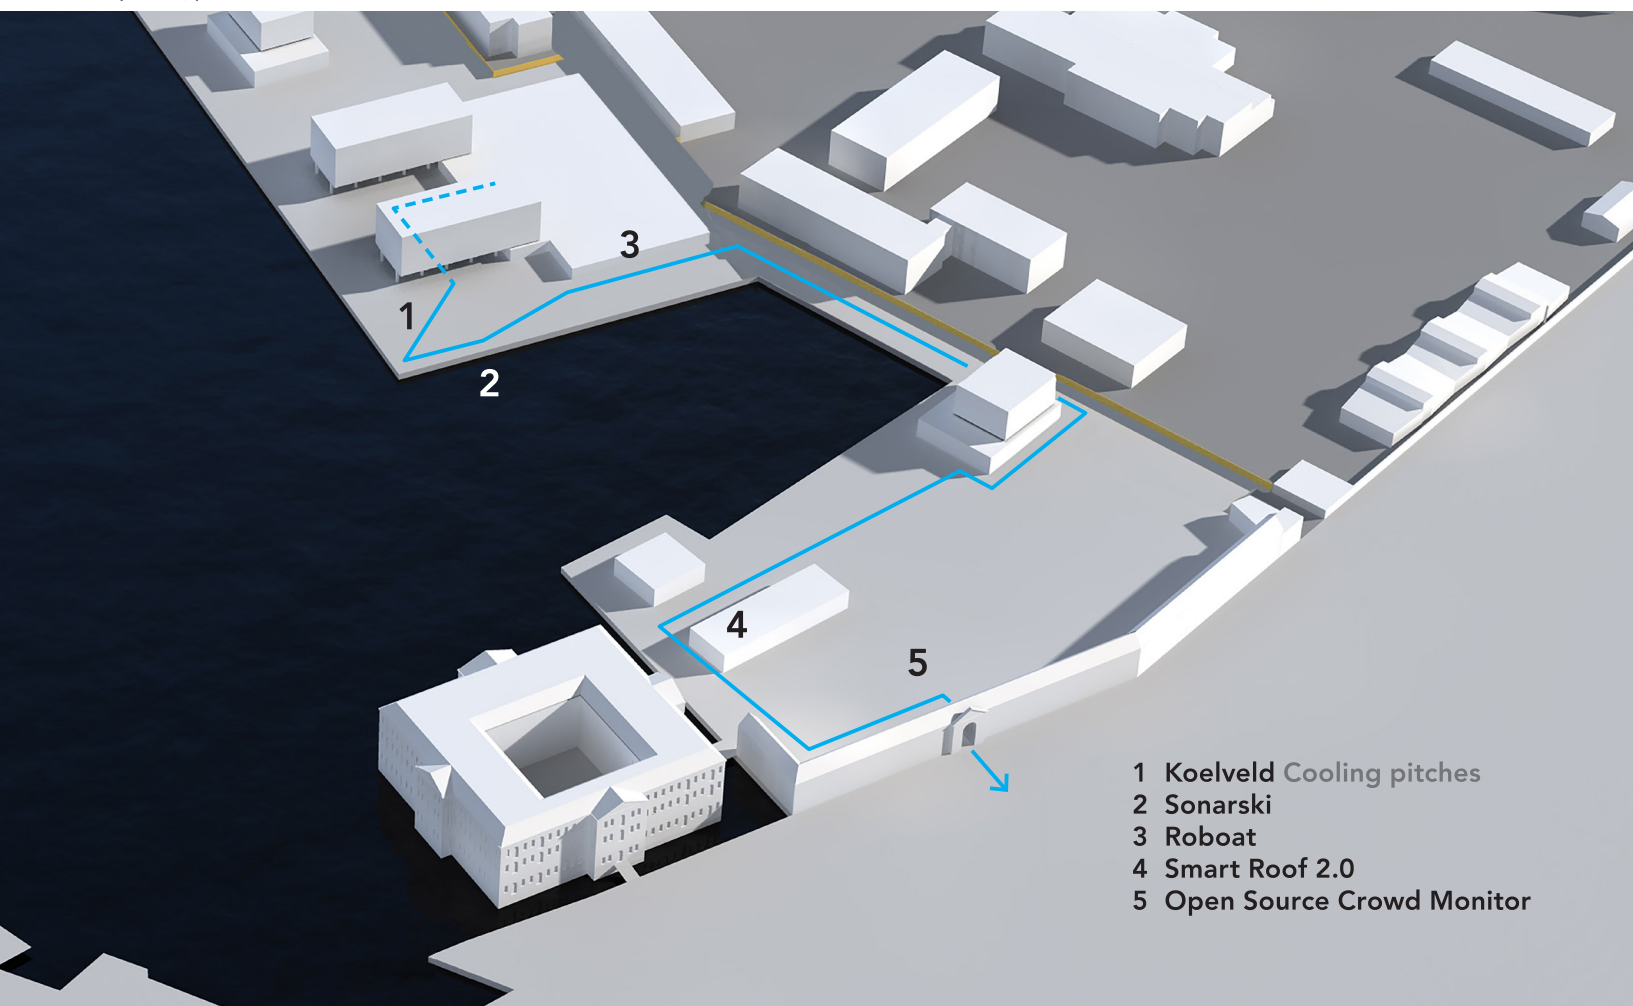 1
2
3
4
5
1 Koelveld Cooling pitches
2 Sonarski
3 Roboat
4 Smart Roof 2.0
5 Open Source Crowd Monitor